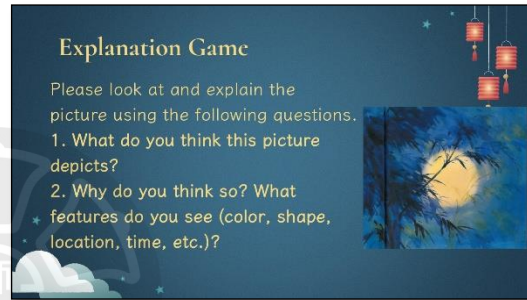 Explanation Game
Please look at and explain the
picture using the following questions.
1. What do you think this picture
depicts?
2. Why do you think so? What
features do you see (color, shape,
location, time, etc.)?